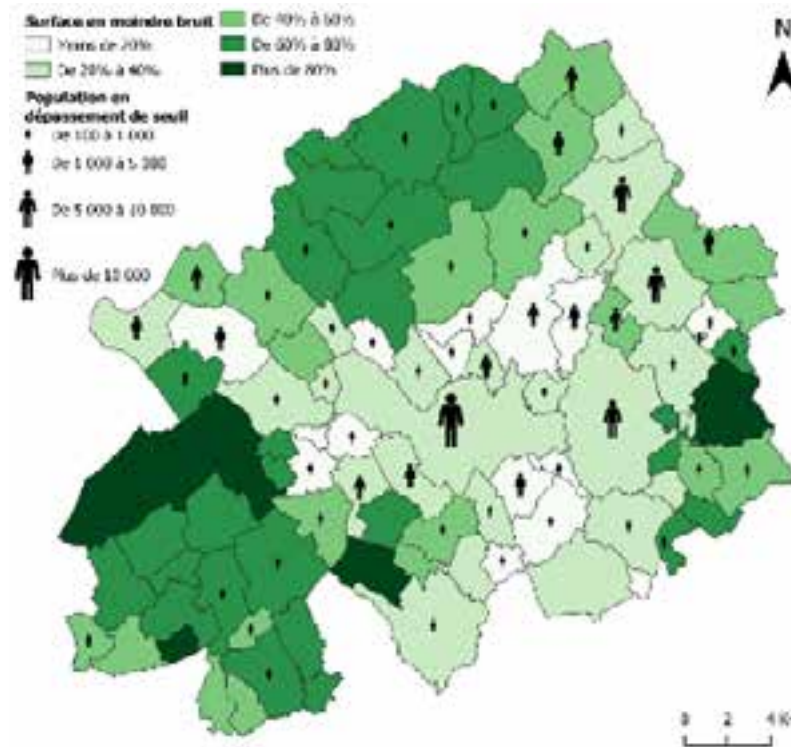 Surface en moindre bruit
Moins de 20%
De 20% à 40%
De 40% à 60%
De 60% à 80%
Plus de 80%
Population en
dépassement de seuil
De 100 à 1 000
De 1 000 à 5 000
De 5 000 à 10 000
Plus de 10 000
N
0 2 4 K